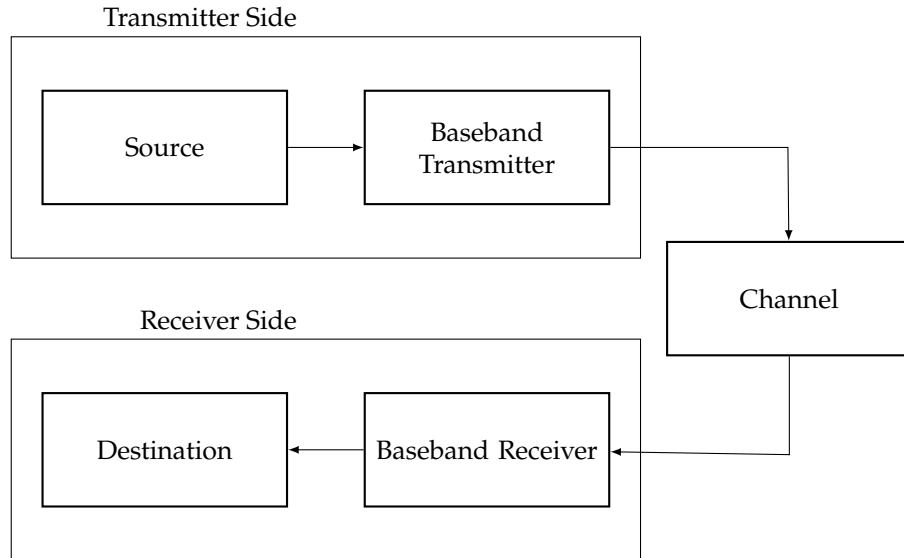 Transmitter Side
Source
Baseband
Transmitter
Channel
Receiver Side
Destination
Baseband Receiver